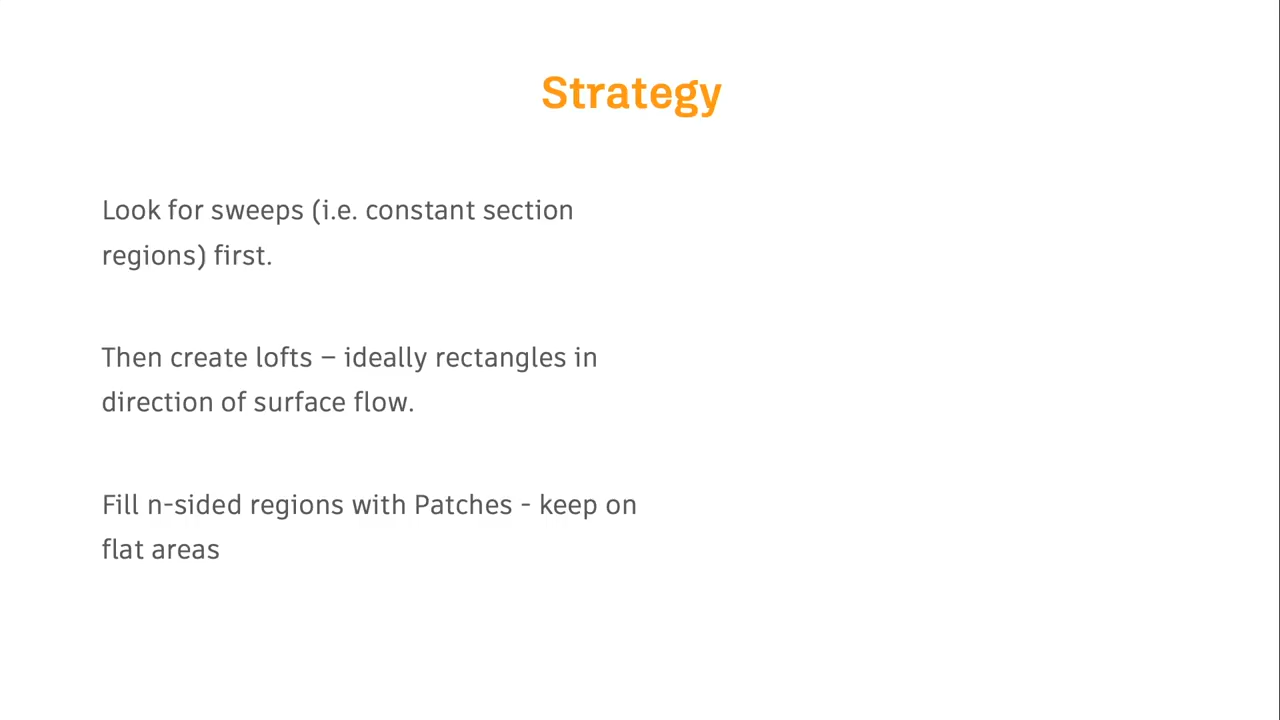 Strategy
Look for sweeps (i.e. constant section
regions) first.
Then create lofts – ideally rectangles in
direction of surface flow.
Fill n-sided regions with Patches - keep on
flat areas